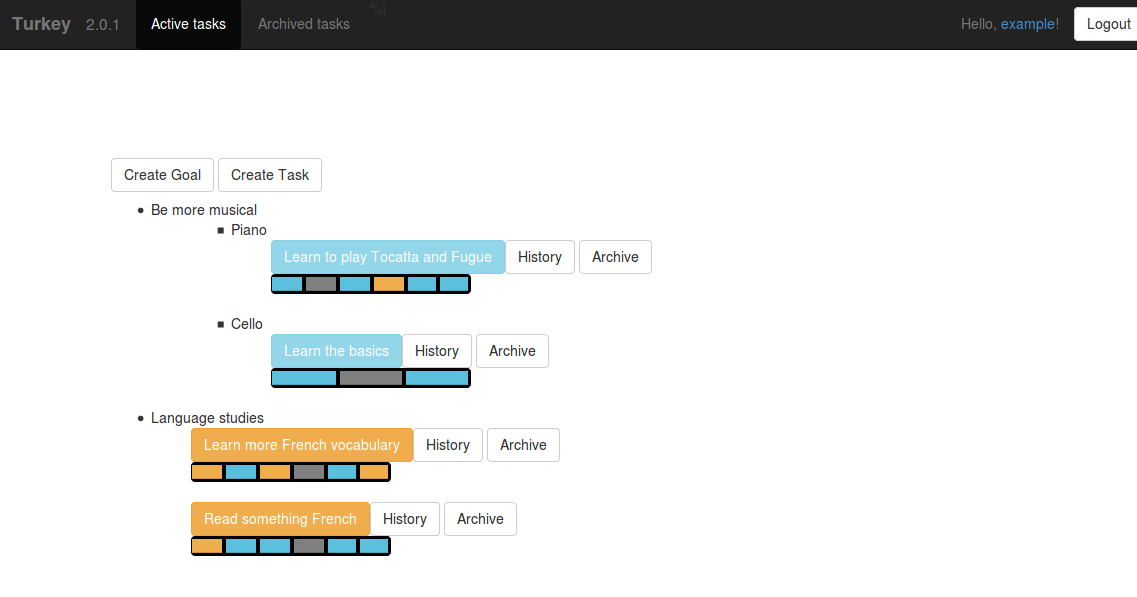 Turkey 2.0.1 Active tasks Archived tasks -%) Hello, example! Logout
Create Goal Create Task
Be more musical
Piano
Learn to play Tocatta and Fugue History Archive
Cello
Learn the basics History Archive
Language studies
Learn more French vocabulary History Archive
Read something French History Archive